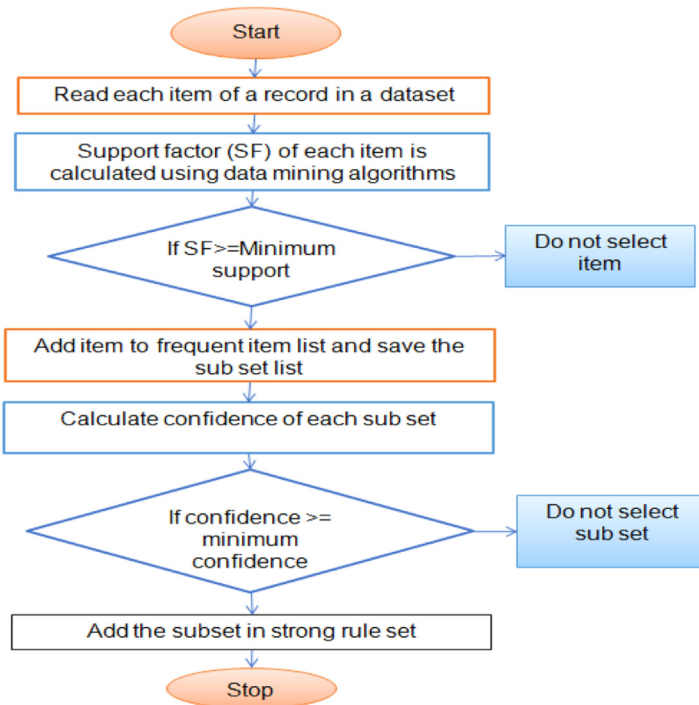 Start
Read each item of a record in a dataset
Support factor (SF) of each item is
calculated using data mining algorithms
If SF>=Minimum
support
Do not select
item
Add item to frequent item list and save the
sub set list
Calculate confidence of each sub set
If confidence >=
minimum
confidence
Do not select
sub set
Add the subset in strong rule set
Stop